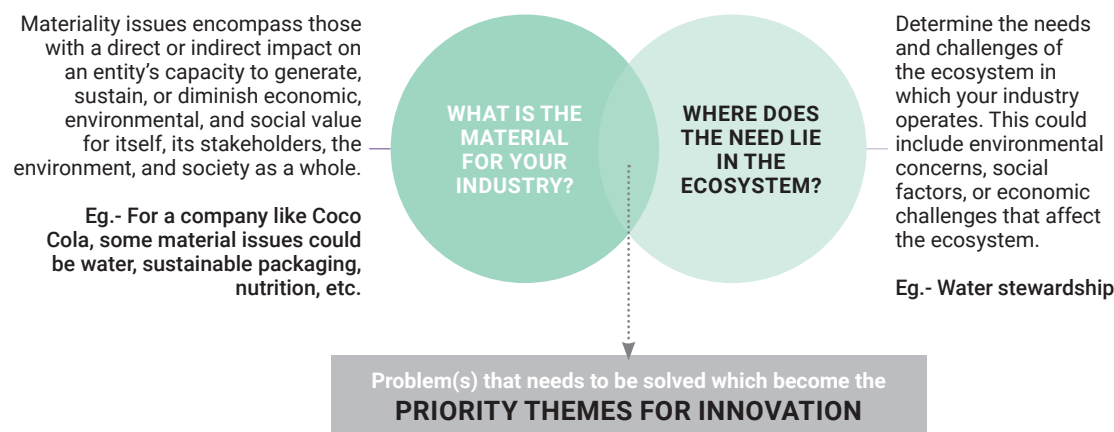 Materiality issues encompass those
with a direct or indirect impact on
an entity's capacity to generate,
sustain, or diminish economic,
environmental, and social value
for itself, its stakeholders, the
environment, and society as a whole.
Eg.- For a company like Coco
Cola, some material issues could
be water, sustainable packaging,
nutrition, etc.
WHAT IS THE
MATERIAL
FOR YOUR
INDUSTRY?
WHERE DOES
THE NEED LIE
IN THE
ECOSYSTEM?
Determine the needs
and challenges of
the ecosystem in
which your industry
operates. This could
include environmental
concerns, social
factors, or economic
challenges that affect
the ecosystem.
Eg.- Water stewardship
Problem(s) that needs to be solved which become the
PRIORITY THEMES FOR INNOVATION